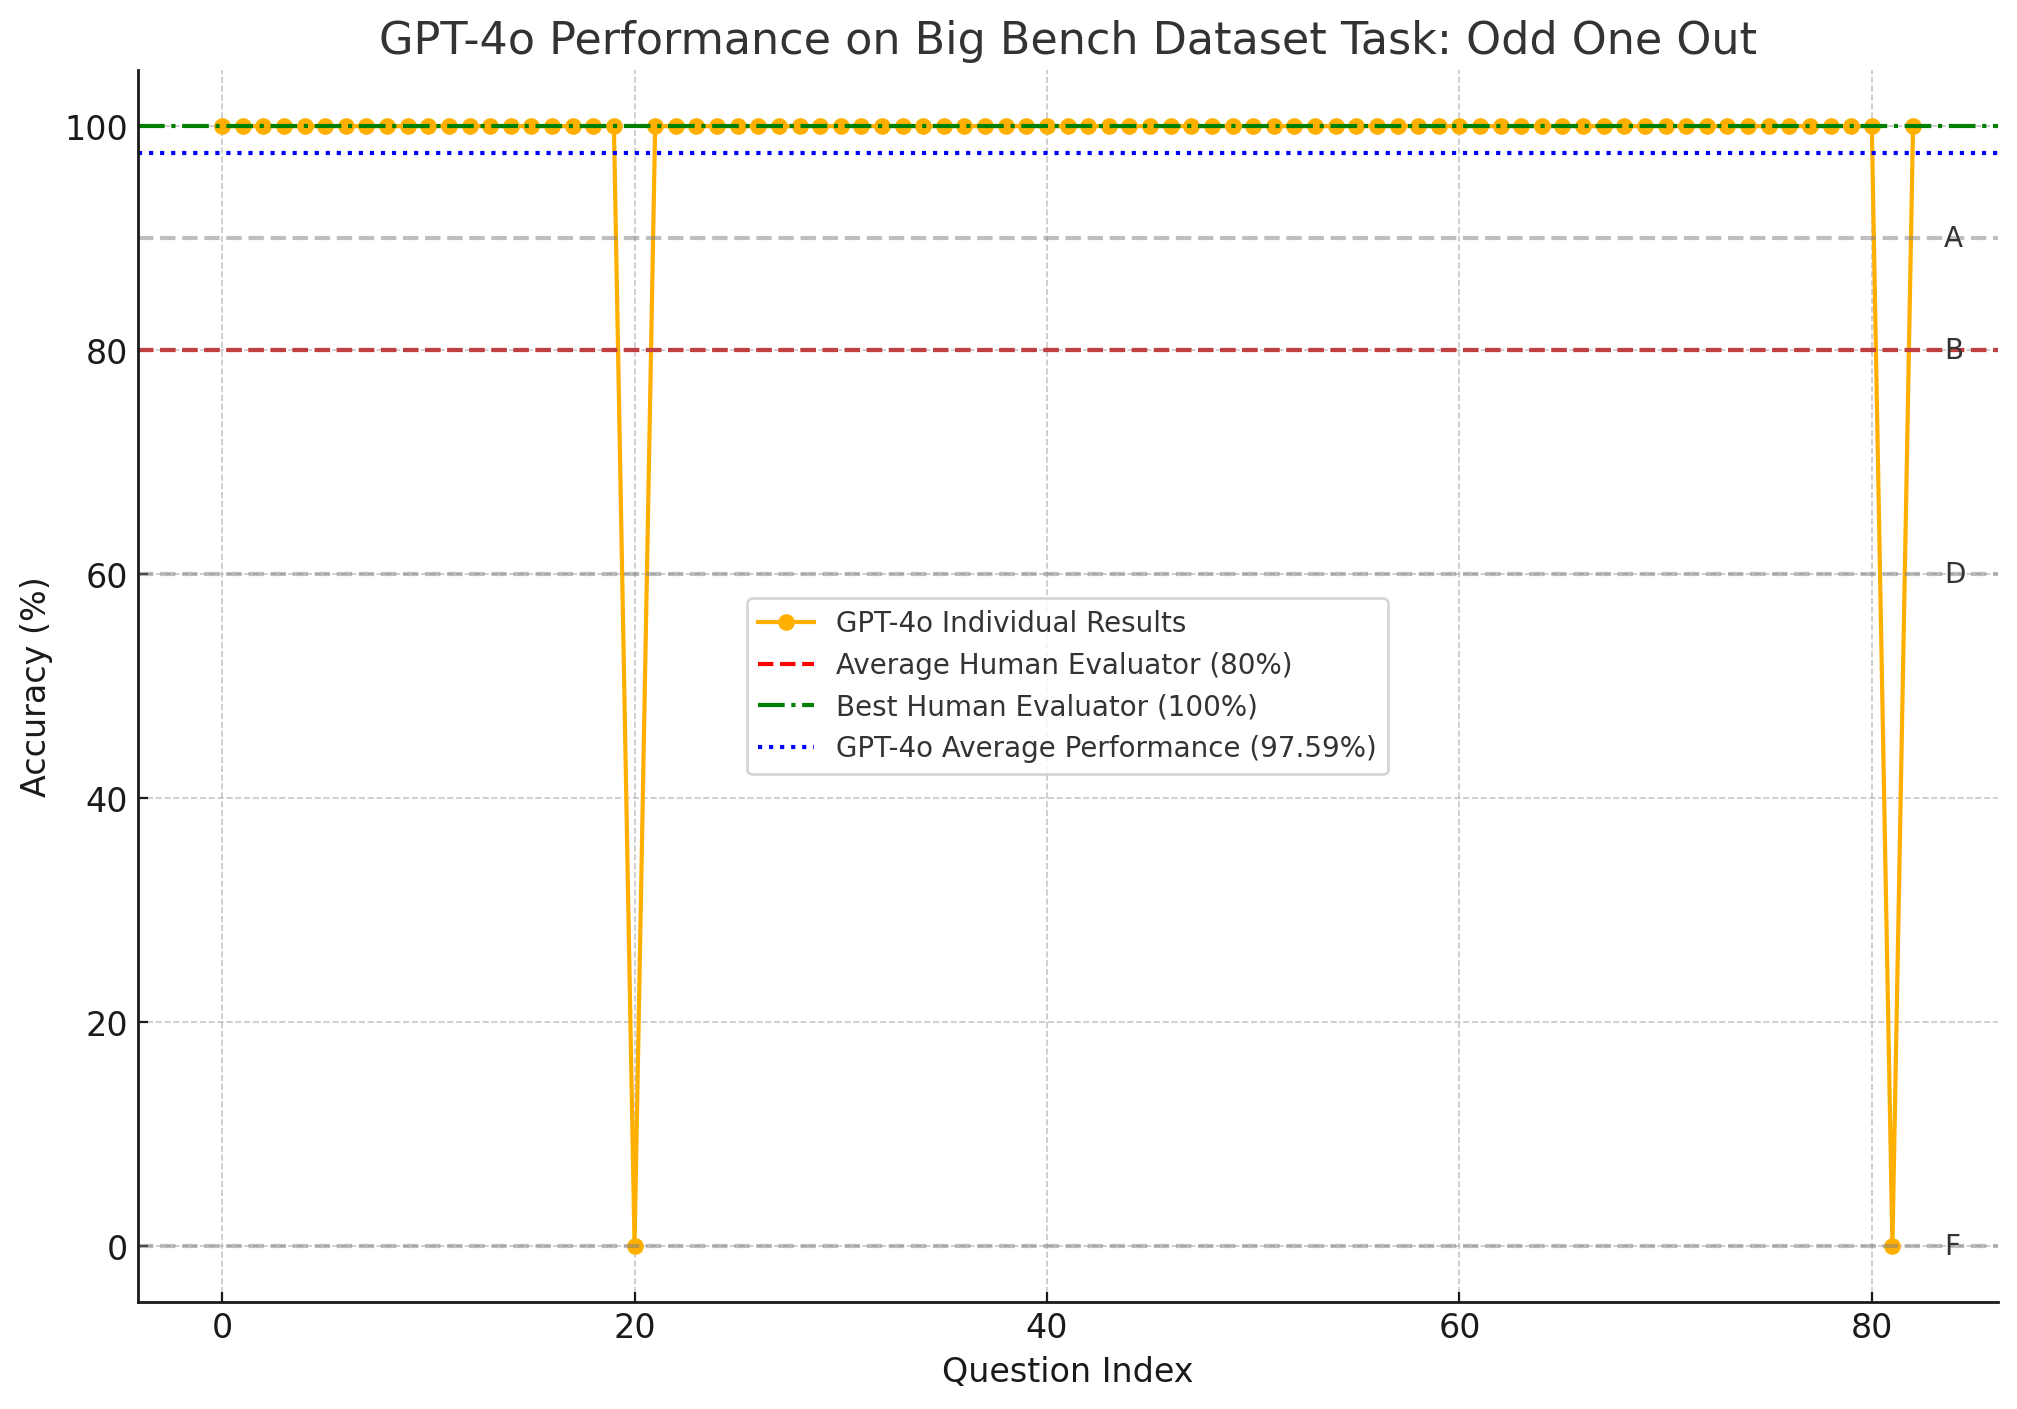 GPT-4o Performance on Big Bench Dataset Task: Odd One Out
Accuracy (%)
100
80
60
40
20
0
A
B
D
F
GPT-4o Individual Results
Average Human Evaluator (80%)
Best Human Evaluator (100%)
GPT-4o Average Performance (97.59%)
0 20 40 60 80
Question Index